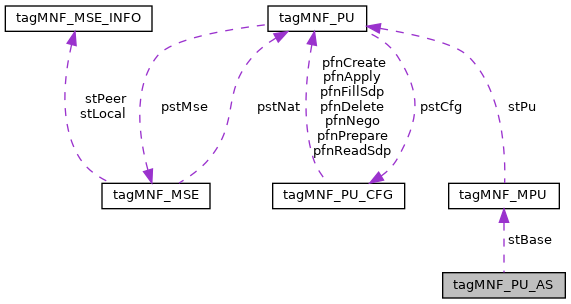 tagMNF_MSE_INFO
tagMNF_PU
stPeer
stLocal
pstMse
pstNat
pfnCreate
pfnApply
pfnFillSdp
pfnDelete
pfnNego
pfnPrepare
pfnReadSdp
pstCfg
stPu
tagMNF_MSE
tagMNF_PU_CFG
tagMNF_MPU
stBase
tagMNF_PU_AS